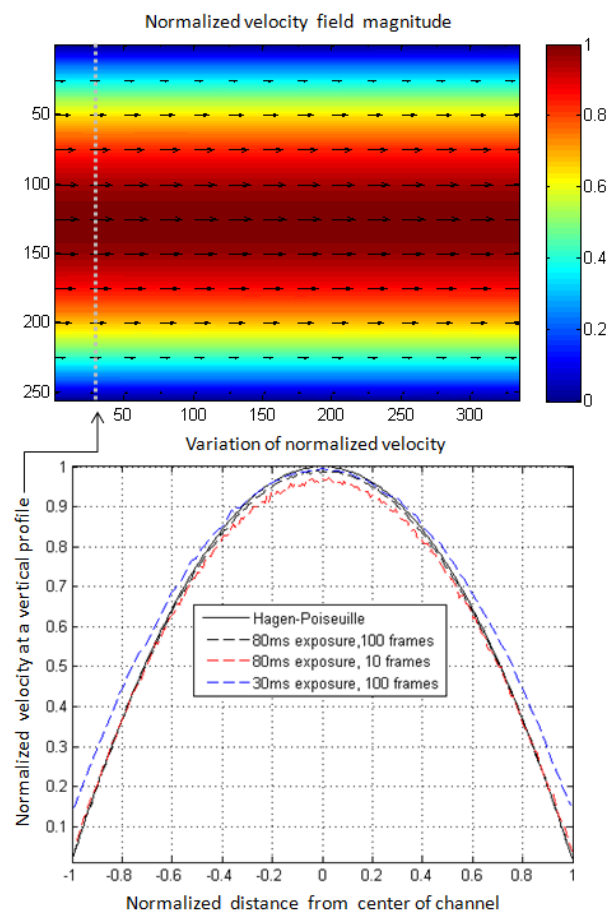 Normalized velocity field magnitude
50
100
150
200
250
50 100 150 200 250 300
1
0.8
0.6
0.4
0.2
0
Variation of normalized velocity
Normalized velocity at a vertical profile
1
0.9
0.8
0.7
0.6
0.5
0.4
0.3
0.2
0.1
Hagen-Poiseuille
80ms exposure,100 frames
80ms exposure, 10 frames
30ms exposure, 100 frames
-1 -0.8 -0.6 -0.4 -0.2 0 0.2 0.4 0.6 0.8 1
Normalized distance from center of channel